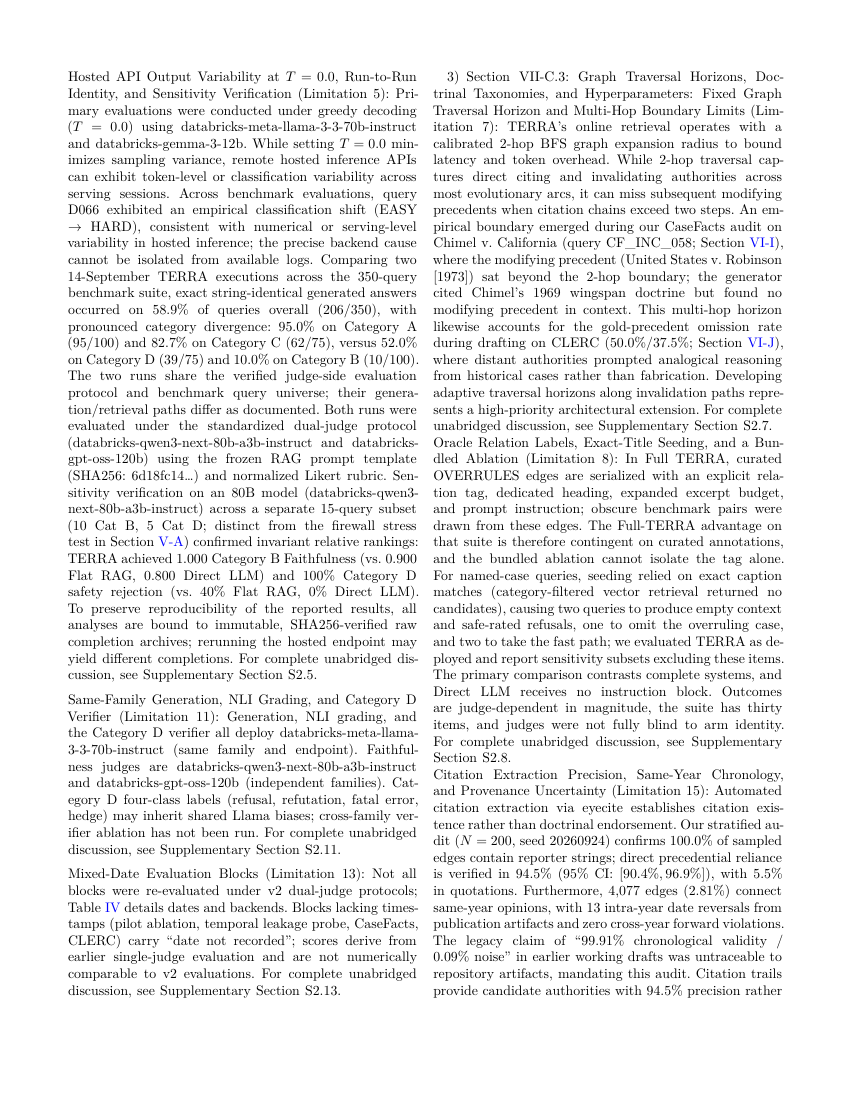 Hosted API Output Variability at T = 0.0, Run-to-Run
Identity, and Sensitivity Verification (Limitation 5): Pri-
mary evaluations were conducted under greedy decoding
(T = 0.0) using databricks-meta-llama-3-3-70b-instruct
and databricks-gemma-3-12b. While setting T = 0.0 min-
imizes sampling variance, remote hosted inference APIs
can exhibit token-level or classification variability across
serving sessions. Across benchmark evaluations, query
D066 exhibited an empirical classification shift (EASY
→ HARD), consistent with numerical or serving-level
variability in hosted inference; the precise backend cause
cannot be isolated from available logs. Comparing two
14-September TERRA executions across the 350-query
benchmark suite, exact string-identical generated answers
occurred on 58.9% of queries overall (206/350), with
pronounced category divergence: 95.0% on Category A
(95/100) and 82.7% on Category C (62/75), versus 52.0%
on Category D (39/75) and 10.0% on Category B (10/100).
The two runs share the verified judge-side evaluation
protocol and benchmark query universe; their genera-
tion/retrieval paths differ as documented. Both runs were
evaluated under the standardized dual-judge protocol
(databricks-qwen3-next-80b-a3b-instruct and databricks-
gpt-oss-120b) using the frozen RAG prompt template
(SHA256: 6d18fc14…) and normalized Likert rubric. Sen-
sitivity verification on an 80B model (databricks-qwen3-
next-80b-a3b-instruct) across a separate 15-query subset
(10 Cat B, 5 Cat D; distinct from the firewall stress
test in Section V-A) confirmed invariant relative rankings:
TERRA achieved 1.000 Category B Faithfulness (vs. 0.900
Flat RAG, 0.800 Direct LLM) and 100% Category D
safety rejection (vs. 40% Flat RAG, 0% Direct LLM).
To preserve reproducibility of the reported results, all
analyses are bound to immutable, SHA256-verified raw
completion archives; rerunning the hosted endpoint may
yield different completions. For complete unabridged dis-
cussion, see Supplementary Section S2.5.
Same-Family Generation, NLI Grading, and Category D
Verifier (Limitation 11): Generation, NLI grading, and
the Category D verifier all deploy databricks-meta-llama-
3-3-70b-instruct (same family and endpoint). Faithful-
ness judges are databricks-qwen3-next-80b-a3b-instruct
and databricks-gpt-oss-120b (independent families). Cat-
egory D four-class labels (refusal, refutation, fatal error,
hedge) may inherit shared Llama biases; cross-family ver-
ifier ablation has not been run. For complete unabridged
discussion, see Supplementary Section S2.11.
Mixed-Date Evaluation Blocks (Limitation 13): Not all
blocks were re-evaluated under v2 dual-judge protocols;
Table IV details dates and backends. Blocks lacking times-
tamps (pilot ablation, temporal leakage probe, CaseFacts,
CLERC) carry “date not recorded”; scores derive from
earlier single-judge evaluation and are not numerically
comparable to v2 evaluations. For complete unabridged
discussion, see Supplementary Section S2.13.
3) Section VII-C.3: Graph Traversal Horizons, Doc-
trinal Taxonomies, and Hyperparameters: Fixed Graph
Traversal Horizon and Multi-Hop Boundary Limits (Lim-
itation 7): TERRA's online retrieval operates with a
calibrated 2-hop BFS graph expansion radius to bound
latency and token overhead. While 2-hop traversal cap-
tures direct citing and invalidating authorities across
most evolutionary arcs, it can miss subsequent modifying
precedents when citation chains exceed two steps. An em-
pirical boundary emerged during our CaseFacts audit on
Chimel v. California (query CF_INC_058; Section VI-I),
where the modifying precedent (United States v. Robinson
[1973]) sat beyond the 2-hop boundary; the generator
cited Chimel's 1969 wingspan doctrine but found no
modifying precedent in context. This multi-hop horizon
likewise accounts for the gold-precedent omission rate
during drafting on CLERC (50.0%/37.5%; Section VI-J),
where distant authorities prompted analogical reasoning
from historical cases rather than fabrication. Developing
adaptive traversal horizons along invalidation paths repre-
sents a high-priority architectural extension. For complete
unabridged discussion, see Supplementary Section S2.7.
Oracle Relation Labels, Exact-Title Seeding, and a Bun-
dled Ablation (Limitation 8): In Full TERRA, curated
OVERRULES edges are serialized with an explicit rela-
tion tag, dedicated heading, expanded excerpt budget,
and prompt instruction; obscure benchmark pairs were
drawn from these edges. The Full-TERRA advantage on
that suite is therefore contingent on curated annotations,
and the bundled ablation cannot isolate the tag alone.
For named-case queries, seeding relied on exact caption
matches (category-filtered vector retrieval returned no
candidates), causing two queries to produce empty context
and safe-rated refusals, one to omit the overruling case,
and two to take the fast path; we evaluated TERRA as de-
ployed and report sensitivity subsets excluding these items.
The primary comparison contrasts complete systems, and
Direct LLM receives no instruction block. Outcomes
are judge-dependent in magnitude, the suite has thirty
items, and judges were not fully blind to arm identity.
For complete unabridged discussion, see Supplementary
Section S2.8.
Citation Extraction Precision, Same-Year Chronology,
and Provenance Uncertainty (Limitation 15): Automated
citation extraction via eyecite establishes citation exis-
tence rather than doctrinal endorsement. Our stratified au-
dit (N = 200, seed 20260924) confirms 100.0% of sampled
edges contain reporter strings; direct precedential reliance
is verified in 94.5% (95% CI: [90.4%, 96.9%]), with 5.5%
in quotations. Furthermore, 4,077 edges (2.81%) connect
same-year opinions, with 13 intra-year date reversals from
publication artifacts and zero cross-year forward violations.
The legacy claim of “99.91% chronological validity /
0.09% noise” in earlier working drafts was untraceable to
repository artifacts, mandating this audit. Citation trails
provide candidate authorities with 94.5% precision rather